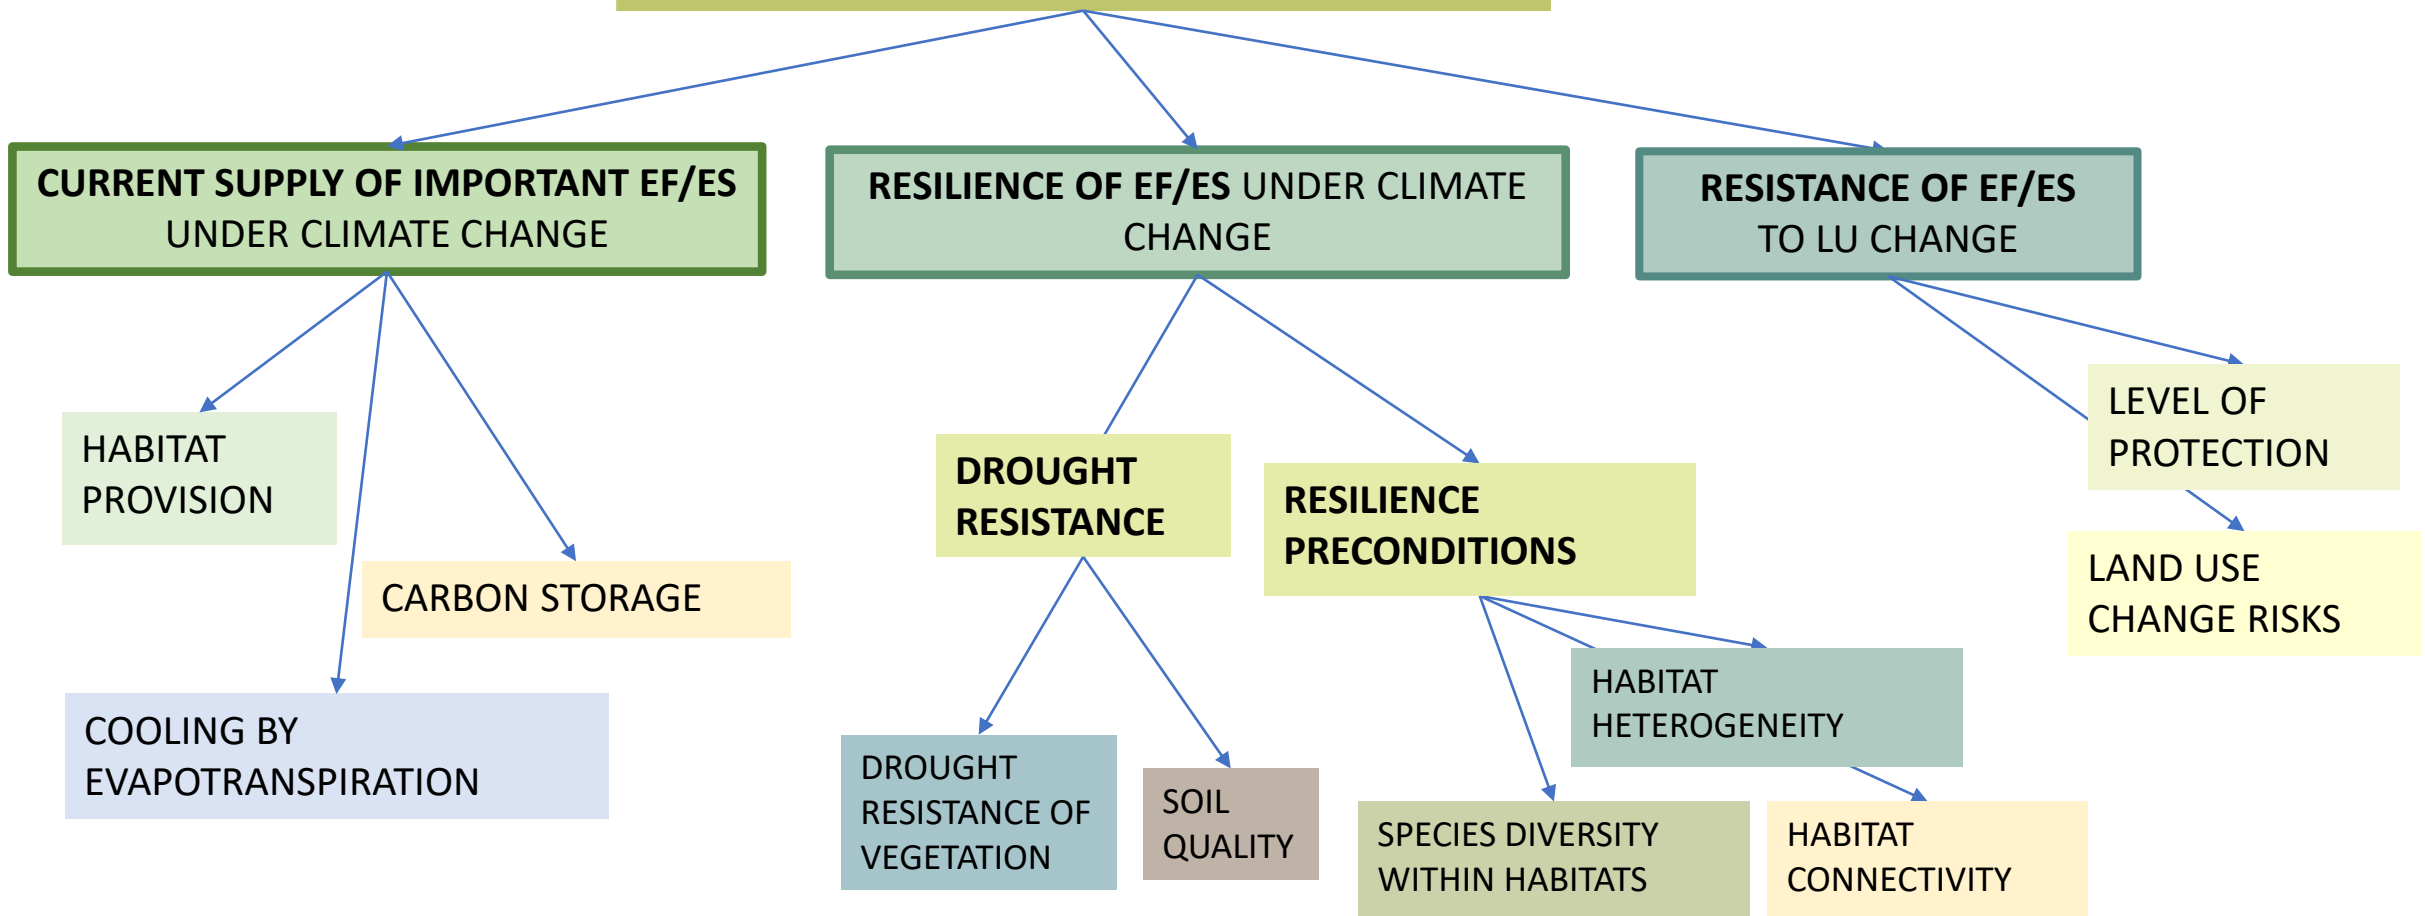 CURRENT SUPPLY OF IMPORTANT EF/ES
UNDER CLIMATE CHANGE
RESILIENCE OF EF/ES UNDER CLIMATE
CHANGE
RESISTANCE OF EF/ES
TO LU CHANGE
HABITAT
PROVISION
CARBON STORAGE
COOLING BY
EVAPOTRANSPIRATION
DROUGHT
RESISTANCE
RESILIENCE
PRECONDITIONS
LEVEL OF
PROTECTION
LAND USE
CHANGE RISKS
DROUGHT
RESISTANCE OF
VEGETATION
SOIL
QUALITY
HABITAT
HETEROGENEITY
SPECIES DIVERSITY
WITHIN HABITATS
HABITAT
CONNECTIVITY